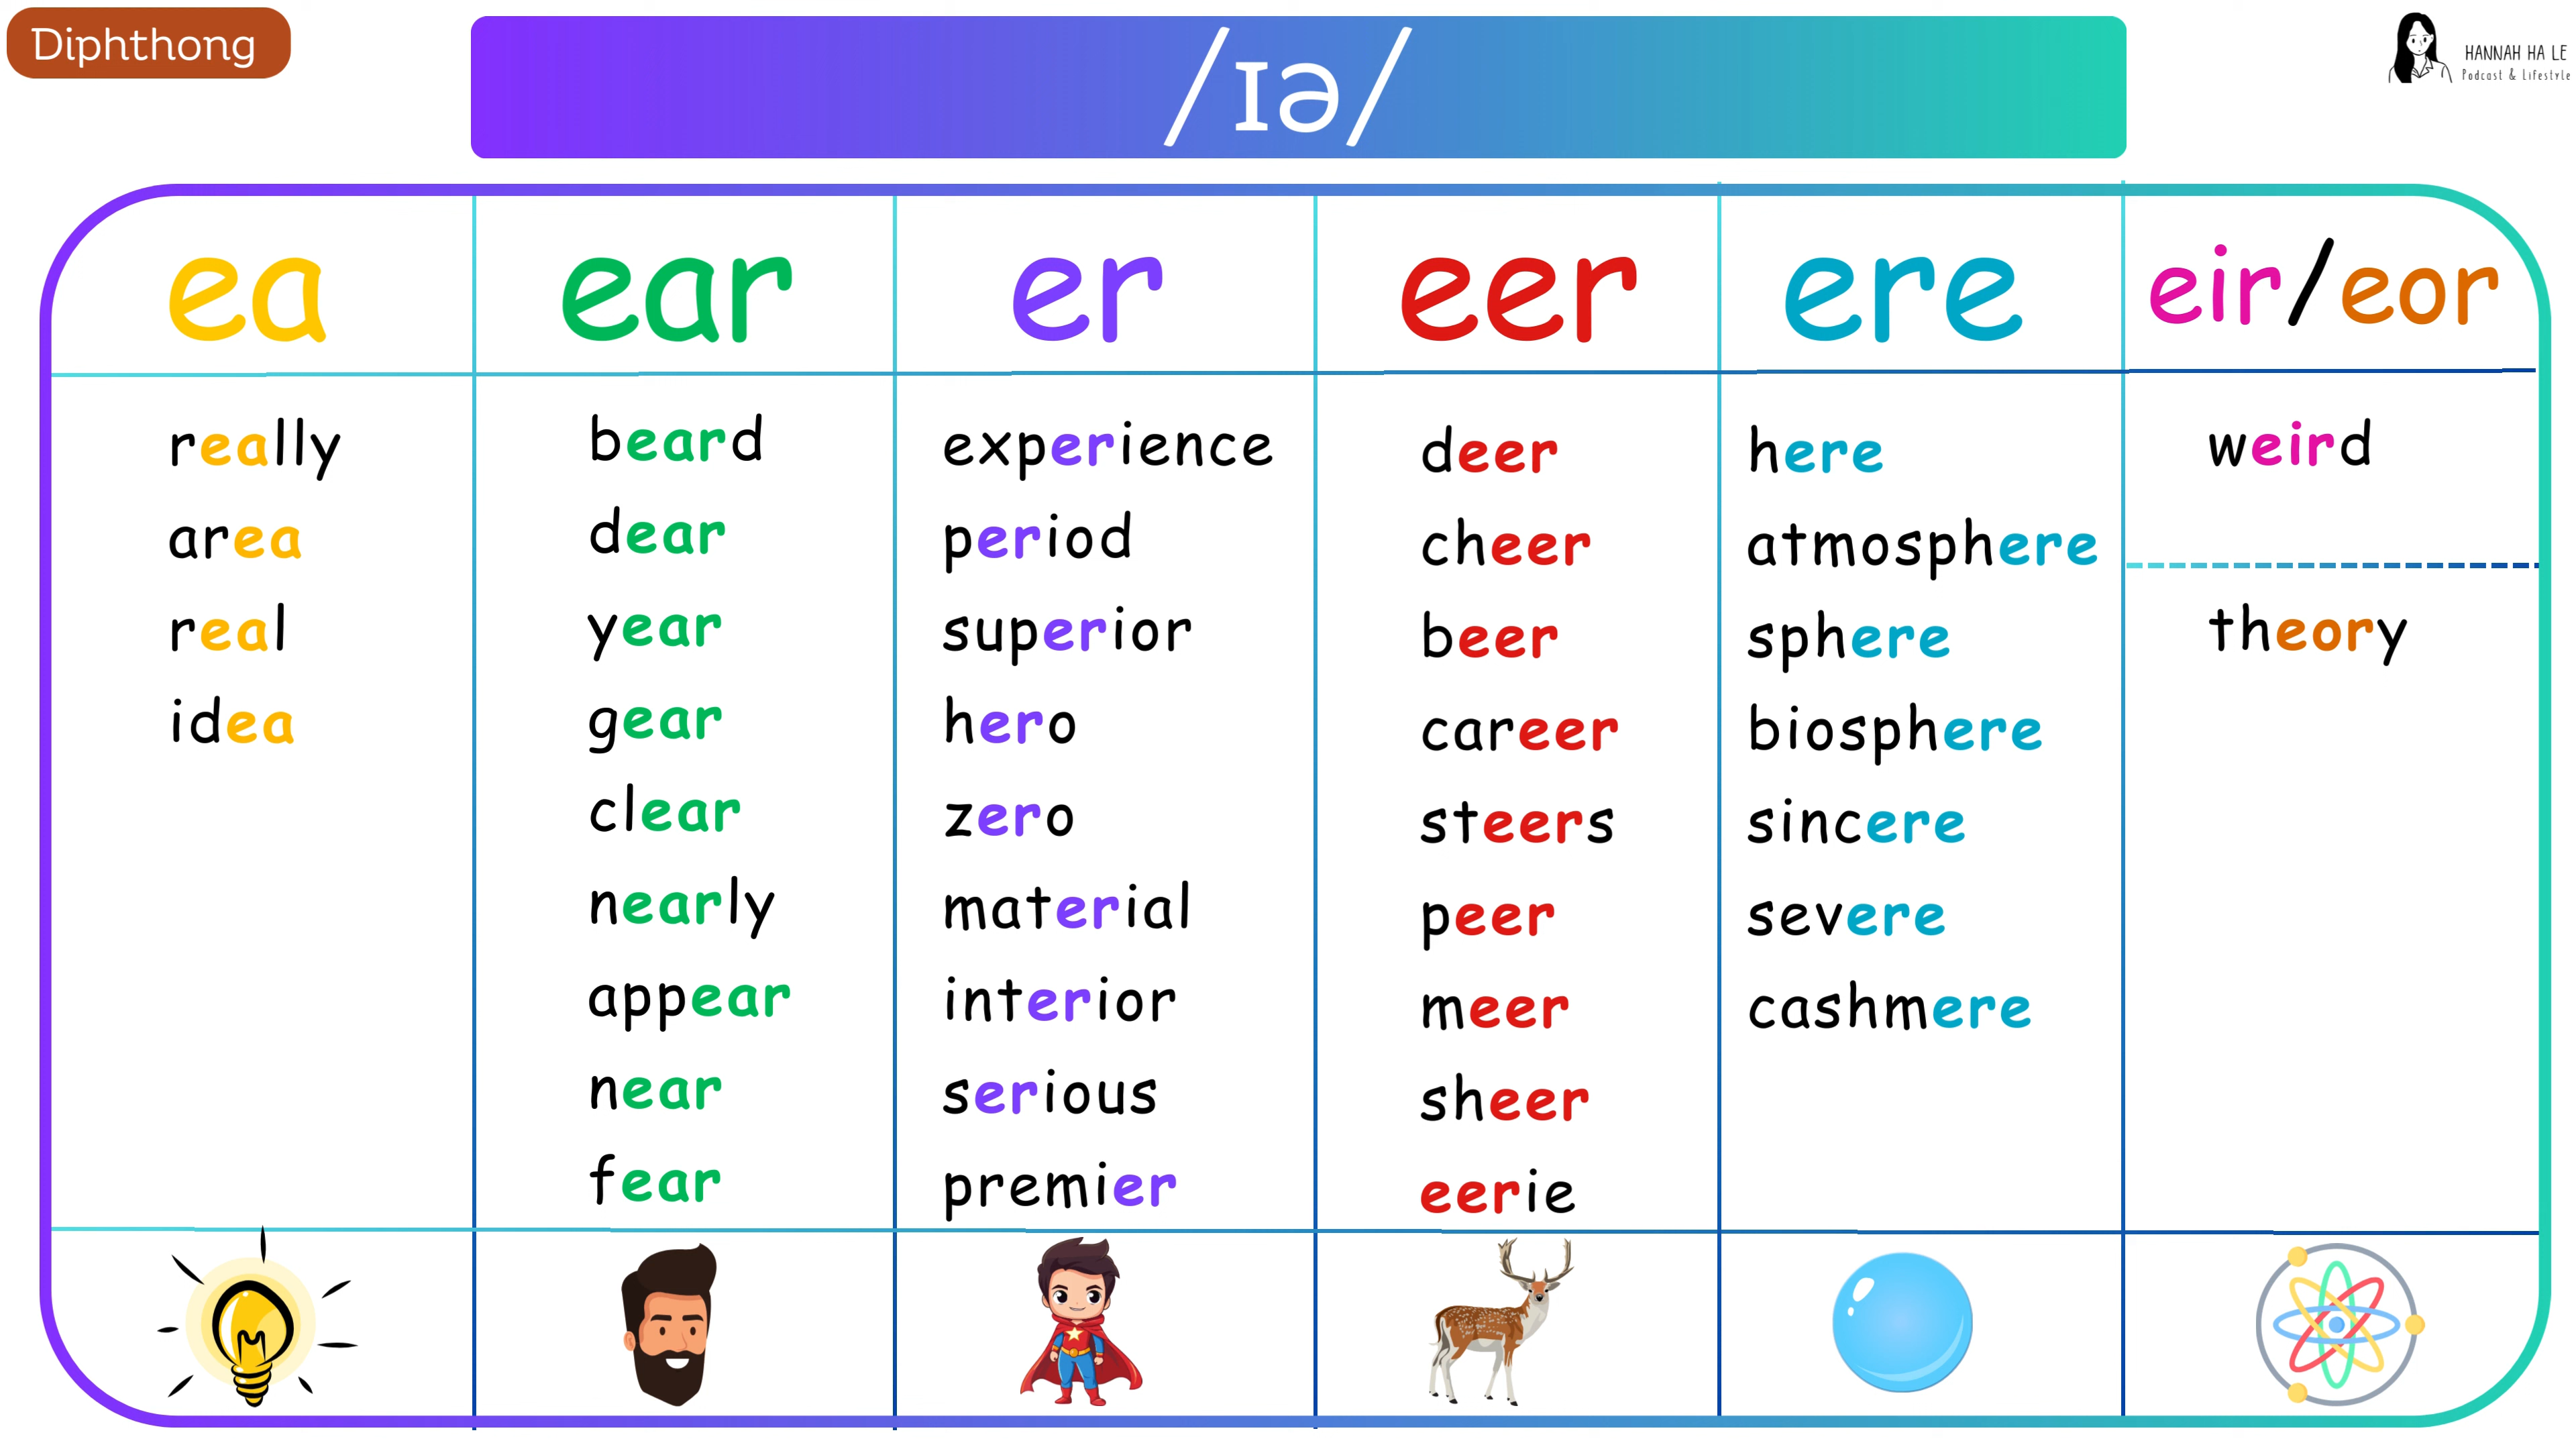 Diphthong
/ɪə/
HANNAH HA LE
Podcast & Lifestyle
ea
ear
er
eer
ere
eir/eor
really
area
real
idea
beard
dear
year
gear
clear
nearly
appear
near
fear
experience
period
superior
hero
zero
material
interior
serious
premier
deer
cheer
beer
career
steers
peer
meer
sheer
eerie
here
atmosphere
sphere
biosphere
sincere
severe
cashmere
weird
theory